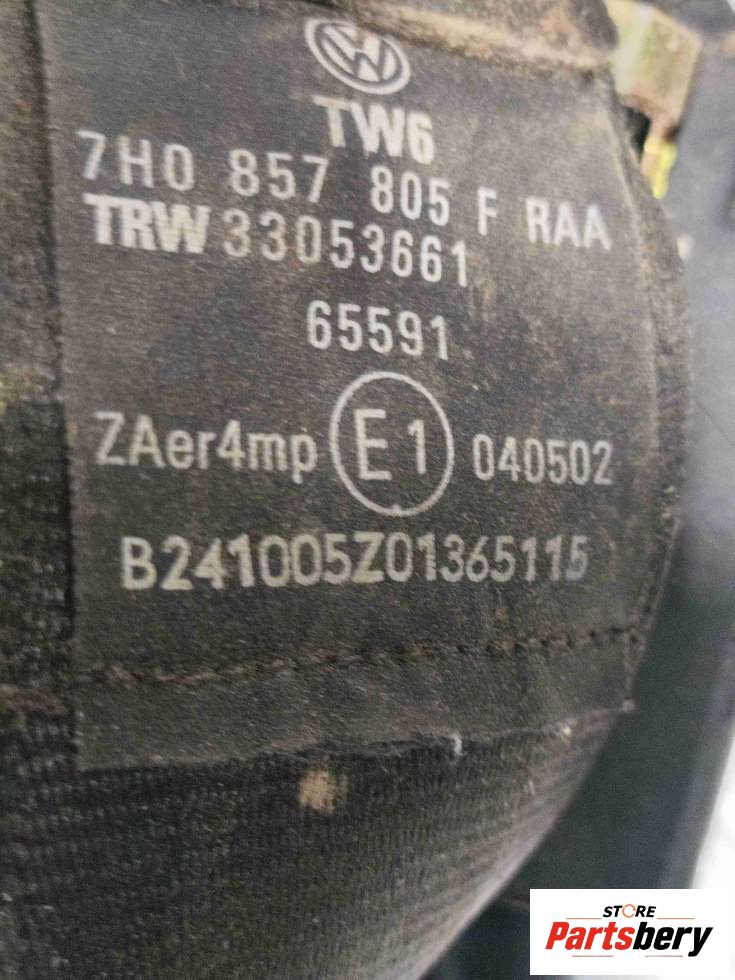 TW6
7H0 857 805 F RAA
TRW 33053661
65591
ZAer4mp E1 040502
B241005Z01365115
STORE
Partsbery